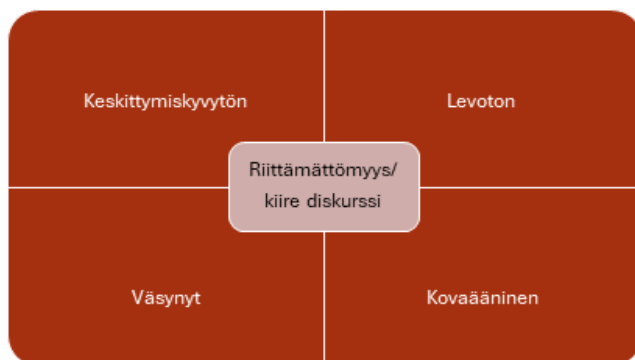 Keskittymiskyvytön
Levoton
Riittämättömyys/
kiire diskurssi
Väsynyt
Kovaääninen